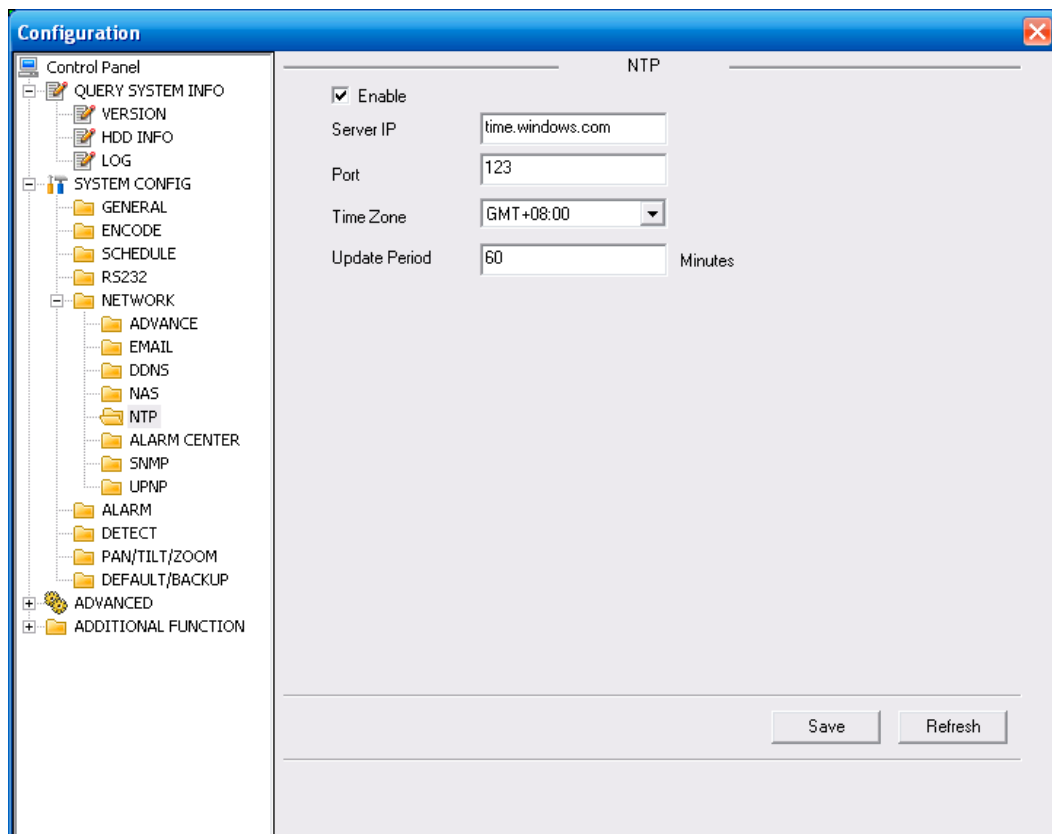 Configuration
Control Panel
QUERY SYSTEM INFO
VERSION
HDD INFO
LOG
SYSTEM CONFIG
GENERAL
ENCODE
SCHEDULE
RS232
NETWORK
ADVANCE
EMAIL
DDNS
NAS
NTP
ALARM CENTER
SNMP
UPNP
ALARM
DETECT
PAN/TILT/ZOOM
DEFAULT/BACKUP
ADVANCED
ADDITIONAL FUNCTION
NTP
Enable
Server IP time.windows.com
Port 123
Time Zone GMT+08:00
Update Period 60 Minutes
Save Refresh